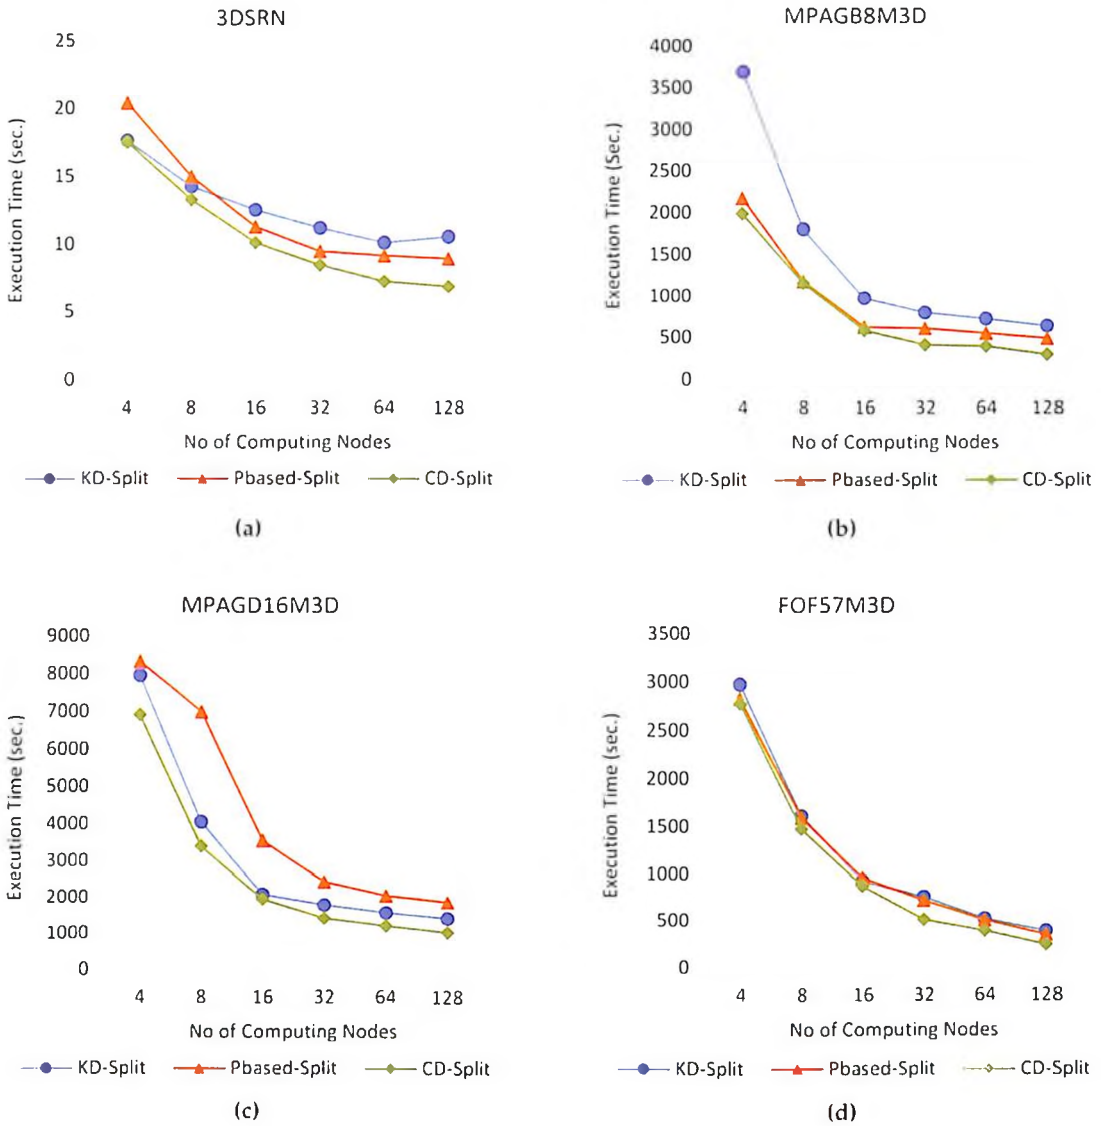 3DSRN
25
20
15
10
5
0
Execution Time (sec.)
4 8 16 32 64 128
No of Computing Nodes
KD-Split Pbased-Split CD-Split
(a)
MPAGB8M3D
4000
3500
3000
2500
2000
1500
1000
500
0
Execution Time (Sec.)
4 8 16 32 64 128
No of Computing Nodes
KD-Split Pbased-Split CD-Split
(b)
MPAGD16M3D
9000
8000
7000
6000
5000
4000
3000
2000
1000
0
Execution Time (sec.)
4 8 16 32 64 128
No of Computing Nodes
KD-Split Pbased-Split CD-Split
(c)
FOF57M3D
3500
3000
2500
2000
1500
1000
500
0
Execution Time (sec.)
4 8 16 32 64 128
No of Computing Nodes
KD-Split Pbased-Split CD-Split
(d)